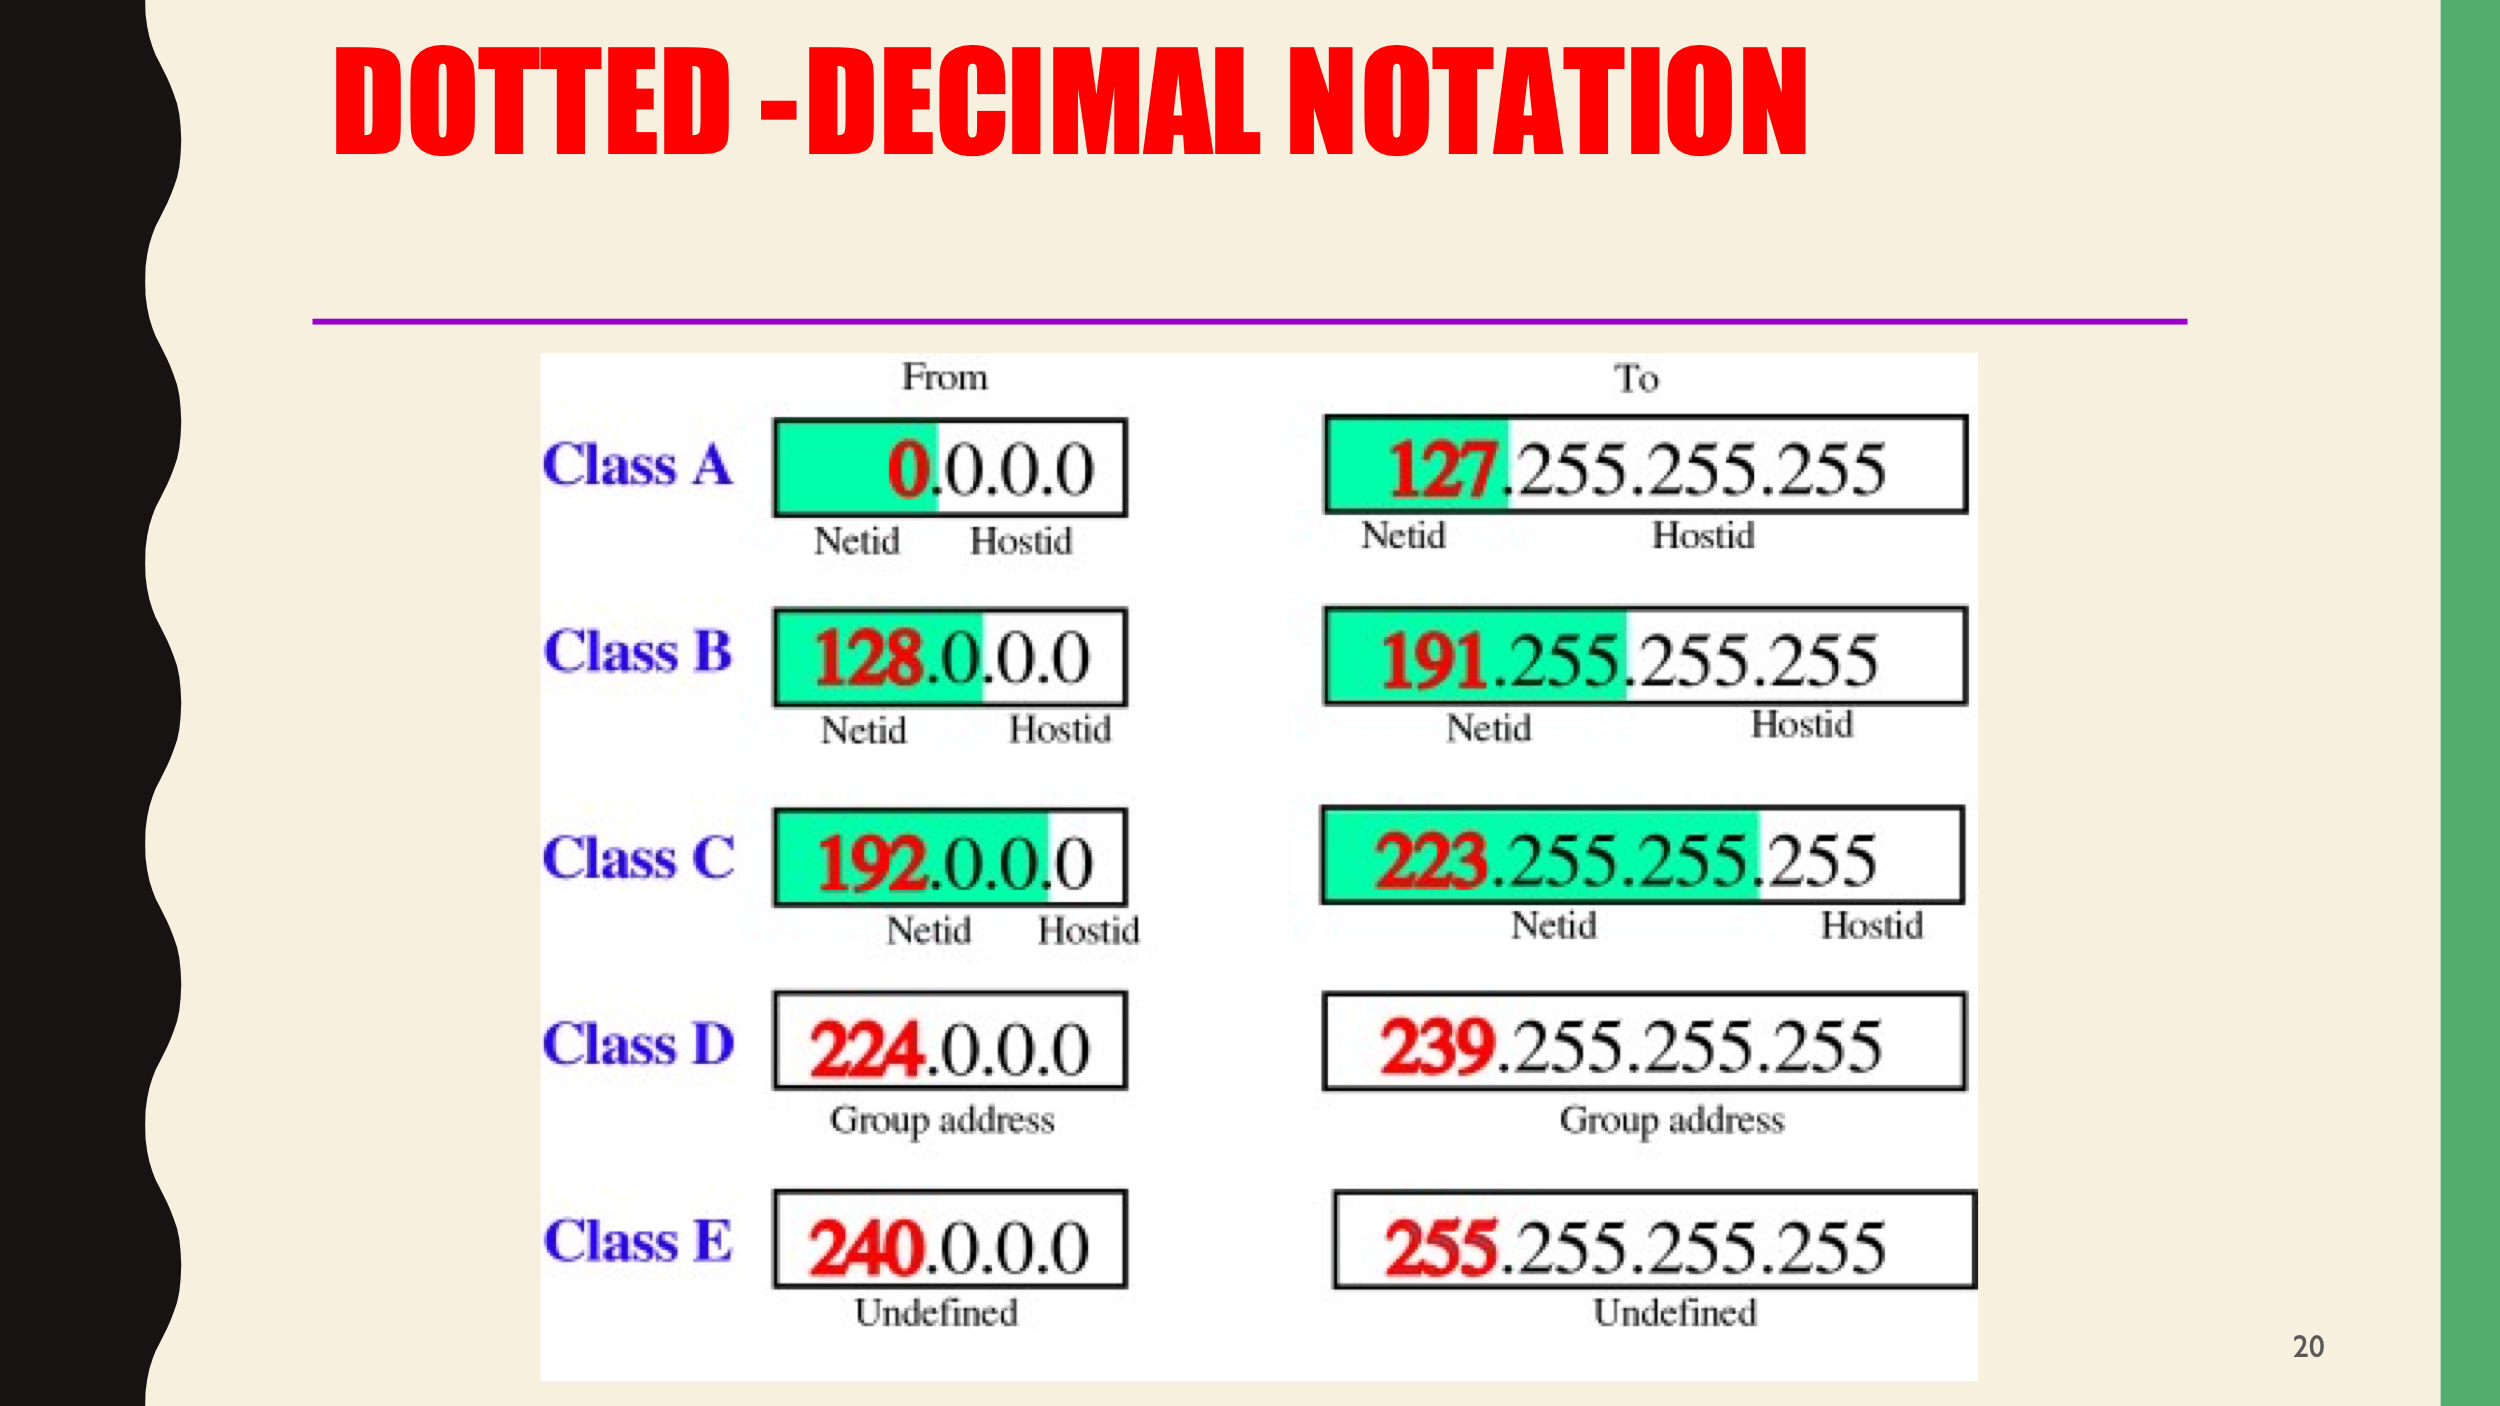 DOTTED -DECIMAL NOTATION
From To
Class A 0.0.0.0 127.255.255.255
Netid Hostid Netid Hostid
Class B 128.0.0.0 191.255.255.255
Netid Hostid Netid Hostid
Class C 192.0.0.0 223.255.255.255
Netid Hostid Netid Hostid
Class D 224.0.0.0 239.255.255.255
Group address Group address
Class E 240.0.0.0 255.255.255.255
Undefined Undefined
20